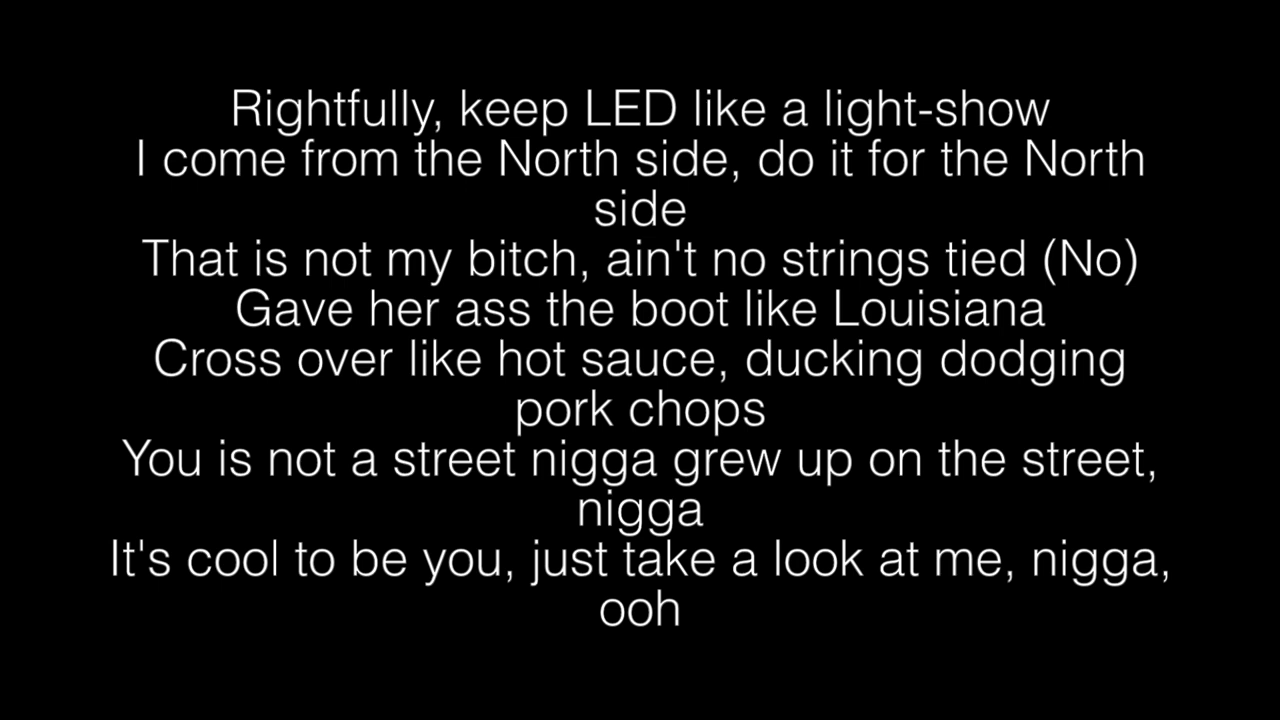 Rightfully, keep LED like a light-show
I come from the North side, do it for the North
side
That is not my bitch, ain't no strings tied (No)
Gave her ass the boot like Louisiana
Cross over like hot sauce, ducking dodging
pork chops
You is not a street nigga grew up on the street,
nigga
It's cool to be you, just take a look at me, nigga,
ooh